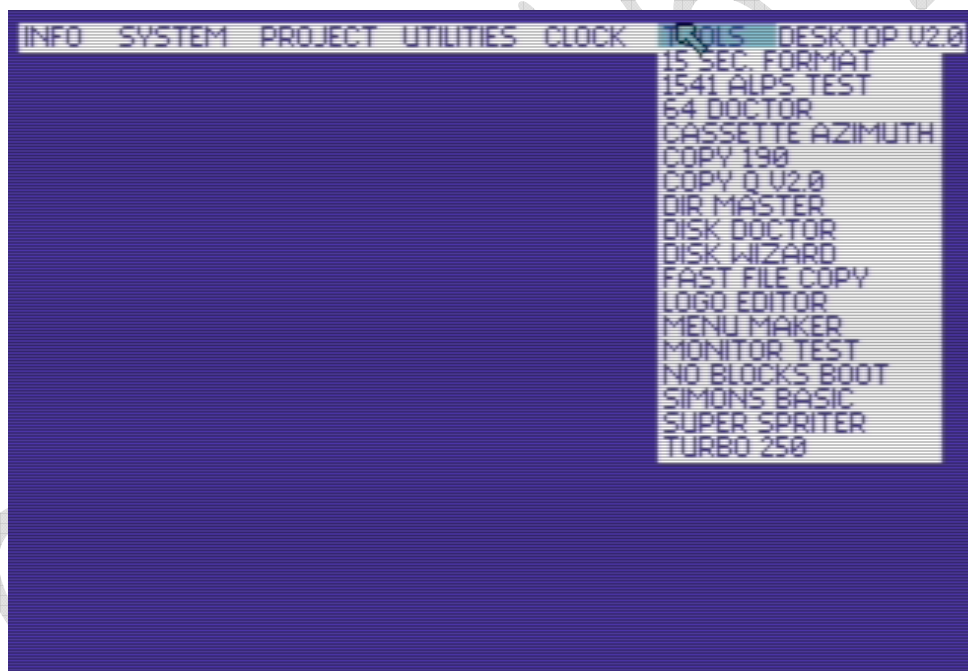 INFO SYSTEM PROJECT UTILITIES CLOCK TOOLS DESKTOP V2.0
15 SEC. FORMAT
1541 ALPS TEST
64 DOCTOR
CASSETTE AZIMUTH
COPY 190
COPY Q V2.0
DIR MASTER
DISK DOCTOR
DISK WIZARD
FAST FILE COPY
LOGO EDITOR
MENU MAKER
MONITOR TEST
NO BLOCKS BOOT
SIMONS BASIC
SUPER SPRITER
TURBO 250